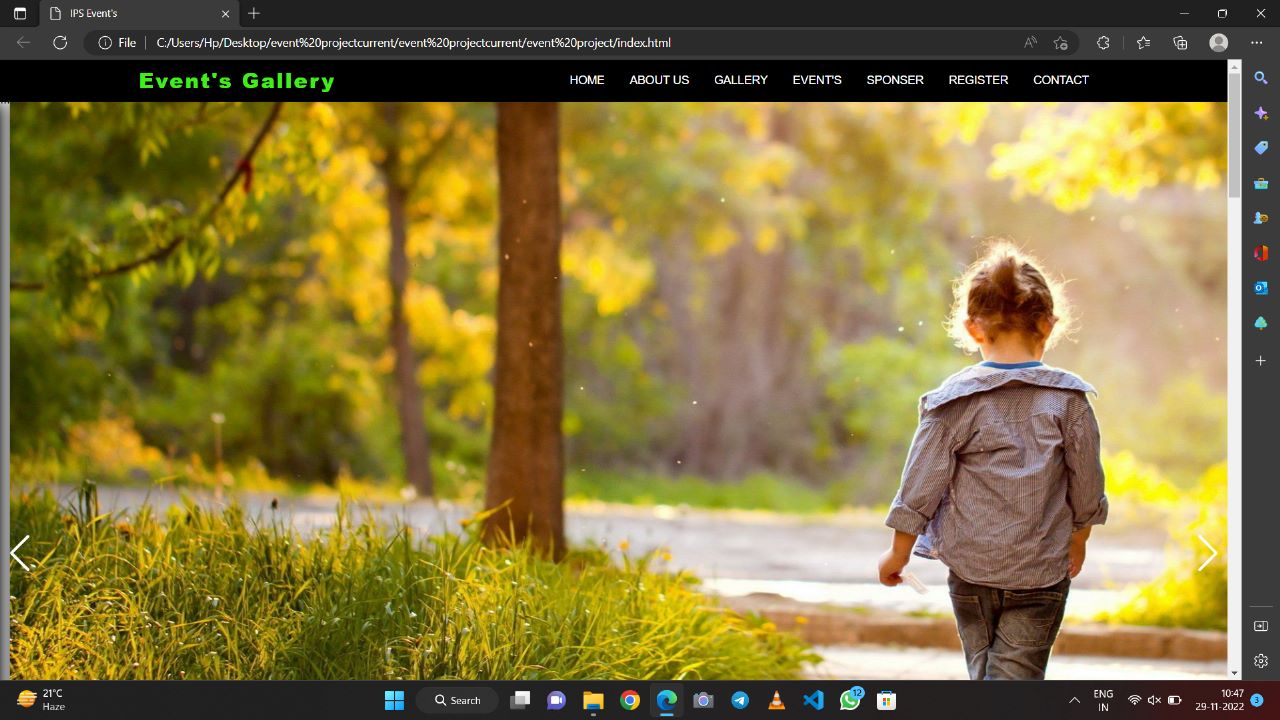 IPS Event's
File
C:/Users/Hp/Desktop/event%20projectcurrent/event%20projectcurrent/event%20project/index.html
Event's Gallery
HOME ABOUT US GALLERY EVENT'S SPONSER REGISTER CONTACT
21°C
Haze
Search
12
ENG
IN
10:47
29-11-2022
3